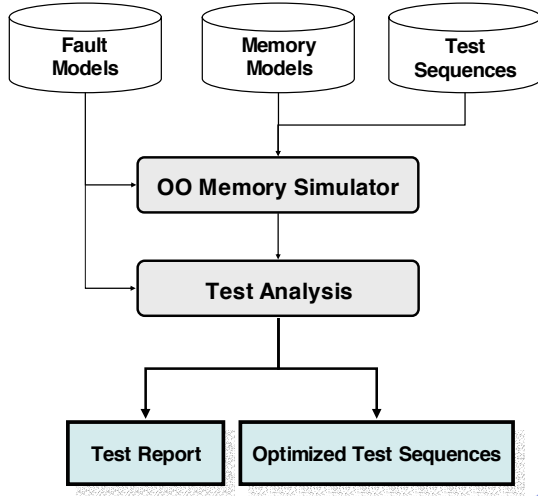 Fault
Models
Memory
Models
Test
Sequences
OO Memory Simulator
Test Analysis
Test Report
Optimized Test Sequences